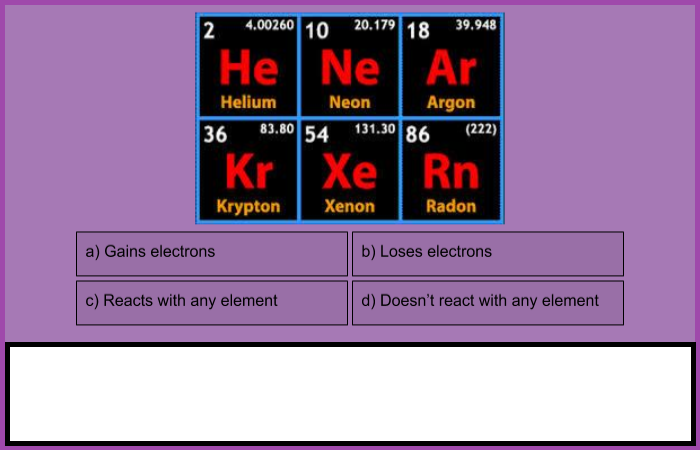 2 4.00260 10 20.179 18 39.948
He Ne Ar
Helium Neon Argon
36 83.80 54 131.30 86 (222)
Kr Xe Rn
Krypton Xenon Radon
a) Gains electrons b) Loses electrons
c) Reacts with any element d) Doesn’t react with any element